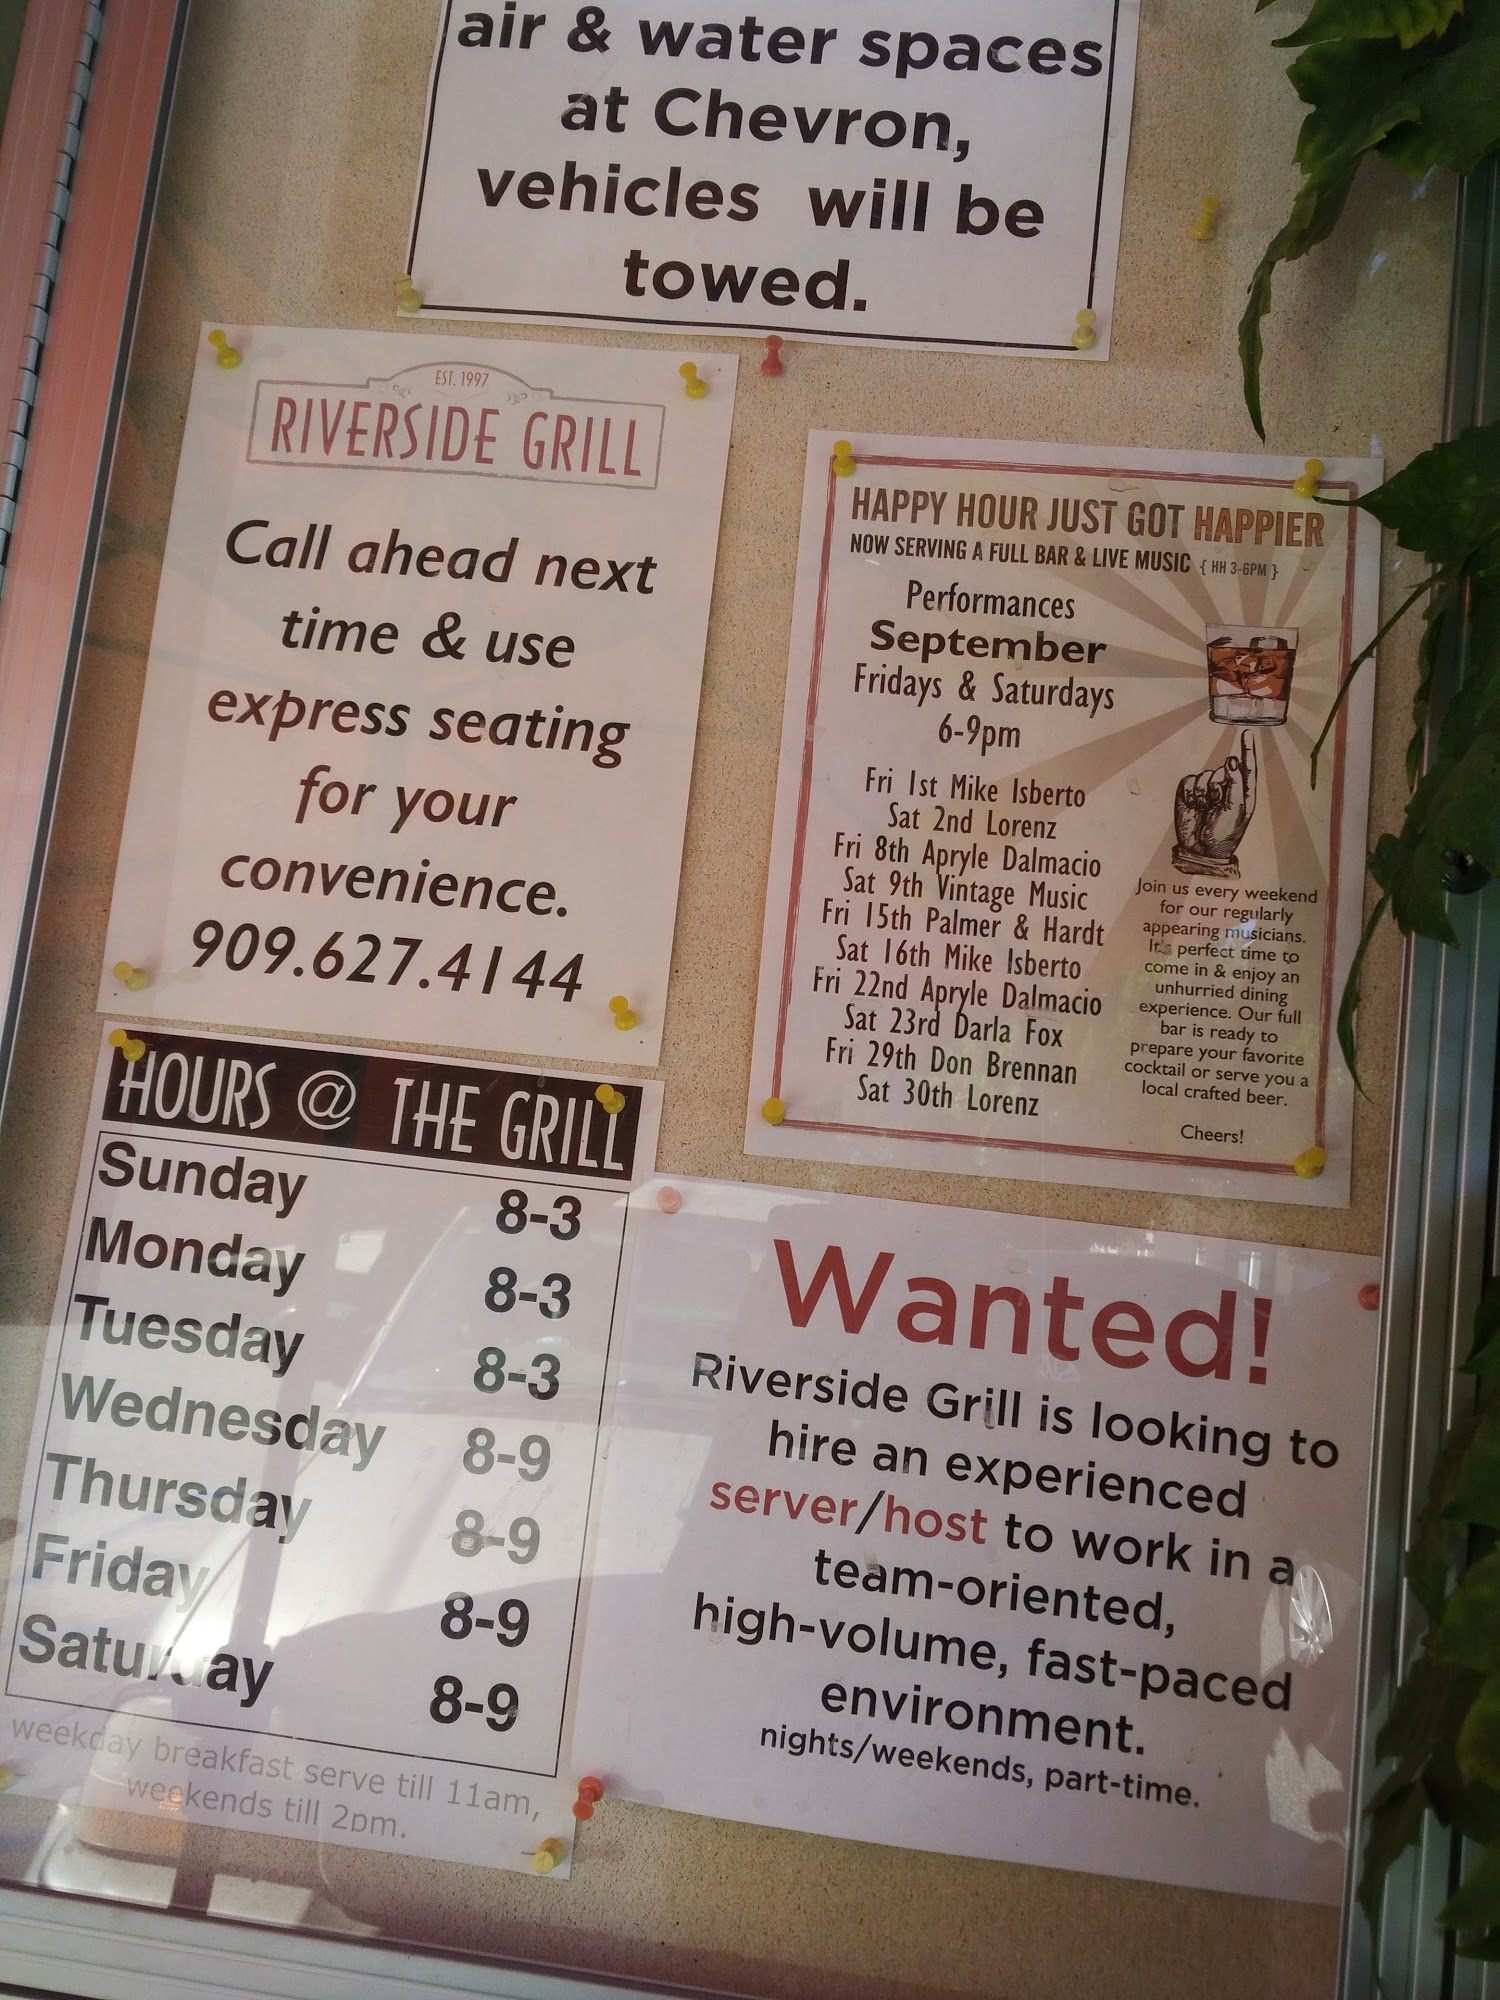 air & water spaces
at Chevron,
vehicles will be
towed.
EST. 1997
RIVERSIDE GRILL
Call ahead next
time & use
express seating
for your
convenience.
909.627.4144
HAPPY HOUR JUST GOT HAPPIER
NOW SERVING A FULL BAR & LIVE MUSIC { HH 3-6PM }
Performances
September
Fridays & Saturdays
6-9pm
Fri 1st Mike Isberto
Sat 2nd Lorenz
Fri 8th Apryle Dalmacio
Sat 9th Vintage Music
Fri 15th Palmer & Hardt
Sat 16th Mike Isberto
Fri 22nd Apryle Dalmacio
Sat 23rd Darla Fox
Fri 29th Don Brennan
Sat 30th Lorenz
Join us every weekend
for our regularly
appearing musicians.
It's perfect time to
come in & enjoy an
unhurried dining
experience. Our full
bar is ready to
prepare your favorite
cocktail or serve you a
local crafted beer.
Cheers!
HOURS @ THE GRILL
Sunday 8-3
Monday 8-3
Tuesday 8-3
Wednesday 8-9
Thursday 8-9
Friday 8-9
Saturday 8-9
weekday breakfast serve till 11am,
weekends till 2pm.
Wanted!
Riverside Grill is looking to
hire an experienced
server/host to work in a
team-oriented,
high-volume, fast-paced
environment.
nights/weekends, part-time.